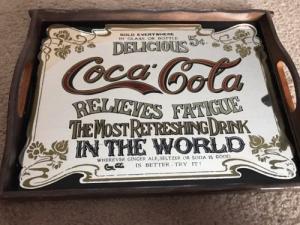 SOLD EVERYWHERE
IN GLASS OR BOTTLE
DELICIOUS 5¢
Coca-Cola
RELIEVES FATIGUE
THE MOST REFRESHING DRINK
IN THE WORLD
WHEREVER GINGER ALE, SELTZER OR SODA IS GOOD
IS BETTER-TRY IT!